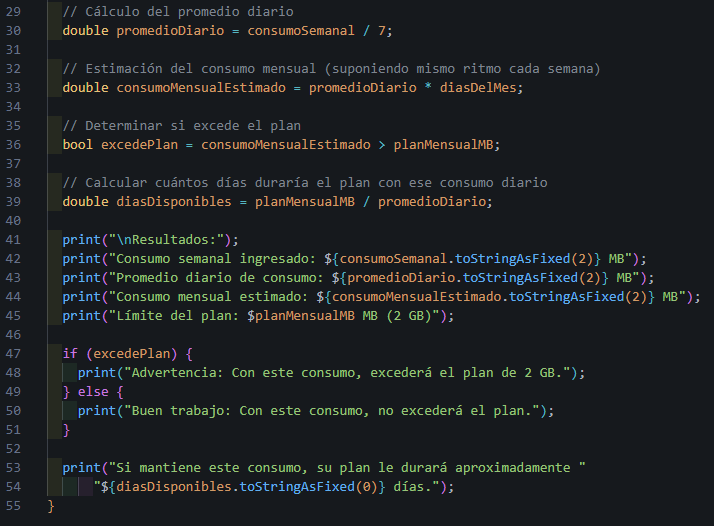 29 // Cálculo del promedio diario
30 double promedioDiario = consumoSemanal / 7;
31
32 // Estimación del consumo mensual (suponiendo mismo ritmo cada semana)
33 double consumoMensualEstimado = promedioDiario * diasDelMes;
34
35 // Determinar si excede el plan
36 bool excedePlan = consumoMensualEstimado > planMensualMB;
37
38 // Calcular cuántos días duraría el plan con ese consumo diario
39 double diasDisponibles = planMensualMB / promedioDiario;
40
41 print("\nResultados:");
42 print("Consumo semanal ingresado: ${consumoSemanal.toStringAsFixed(2)} MB");
43 print("Promedio diario de consumo: ${promedioDiario.toStringAsFixed(2)} MB");
44 print("Consumo mensual estimado: ${consumoMensualEstimado.toStringAsFixed(2)} MB");
45 print("Límite del plan: $planMensualMB MB (2 GB)");
46
47 if (excedePlan) {
48 print("Advertencia: Con este consumo, excederá el plan de 2 GB.");
49 } else {
50 print("Buen trabajo: Con este consumo, no excederá el plan.");
51 }
52
53 print("Si mantiene este consumo, su plan le durará aproximadamente "
54 "${diasDisponibles.toStringAsFixed(0)} días.");
55 }